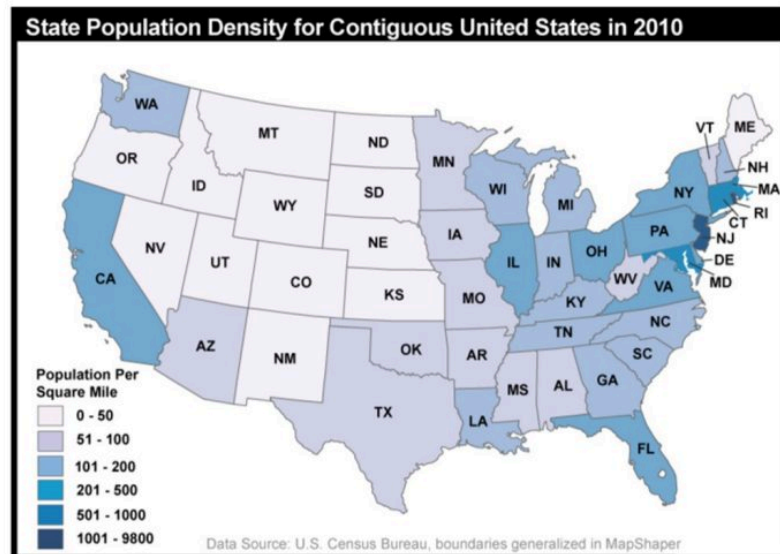 State Population Density for Contiguous United States in 2010
WA
MT
ND
MN
VT
ME
OR
ID
SD
WI
MI
NY
NH
MA
WY
RI
CT
NV
NE
IA
PA
NJ
CA
UT
CO
IL
IN
OH
DE
WV
VA
MD
KS
MO
KY
NC
AZ
NM
OK
AR
TN
SC
TX
MS
AL
GA
LA
FL
Population Per
Square Mile
0 - 50
51 - 100
101 - 200
201 - 500
501 - 1000
1001 - 9800
Data Source: U.S. Census Bureau, boundaries generalized in MapShaper